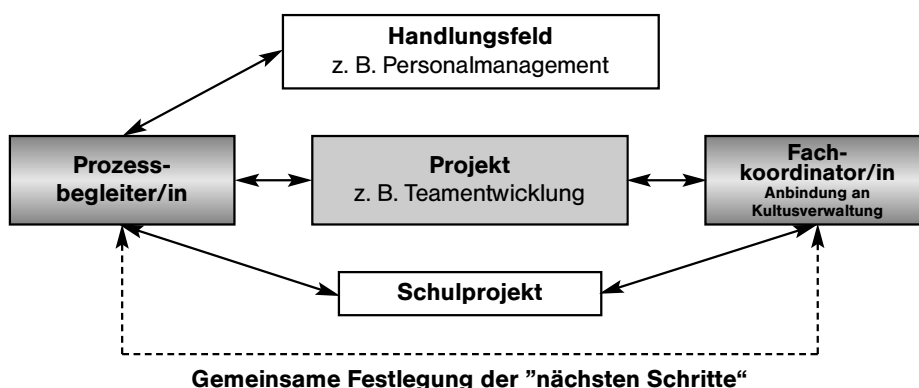 Handlungsfeld
z. B. Personalmanagement
Prozess-
begleiter/in
Projekt
z. B. Teamentwicklung
Fach-
koordinator/in
Anbindung an
Kultusverwaltung
Schulprojekt
Gemeinsame Festlegung der ”nächsten Schritte“